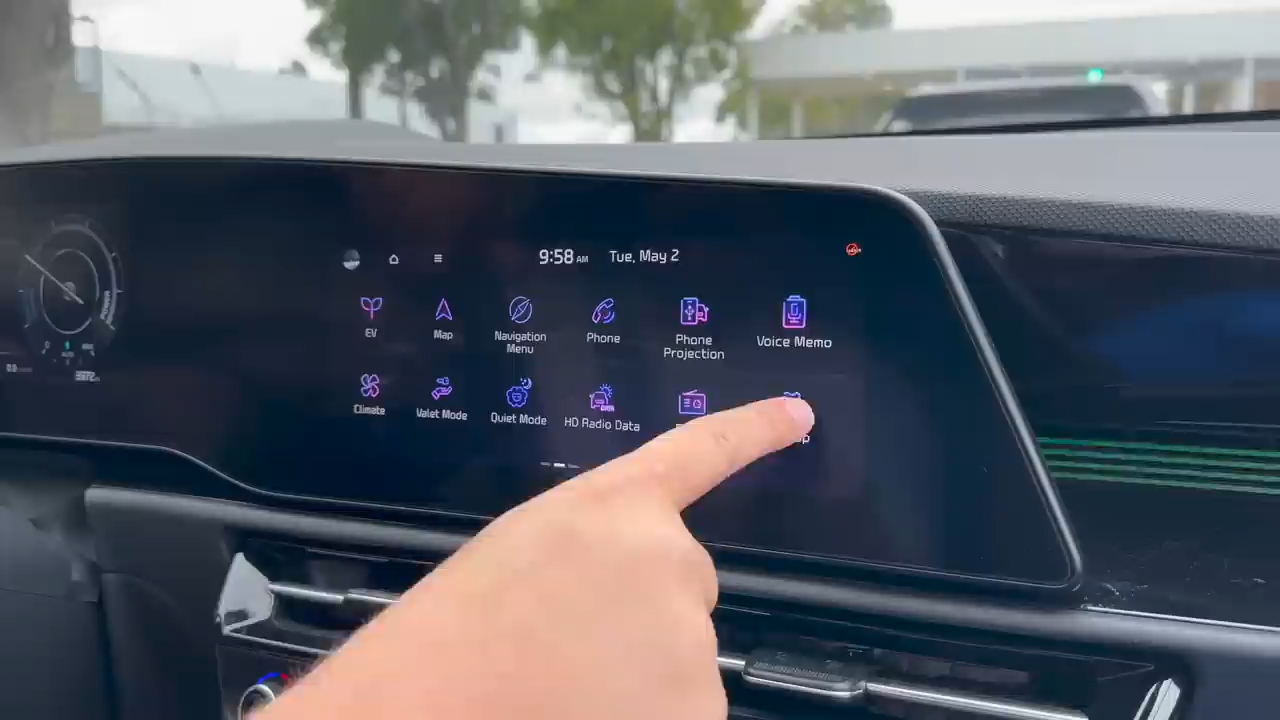 9:58 AM Tue, May 2
EV
Map
Navigation
Menu
Phone
Phone
Projection
Voice Memo
Climate
Valet Mode
Quiet Mode
HD Radio Data
POWER